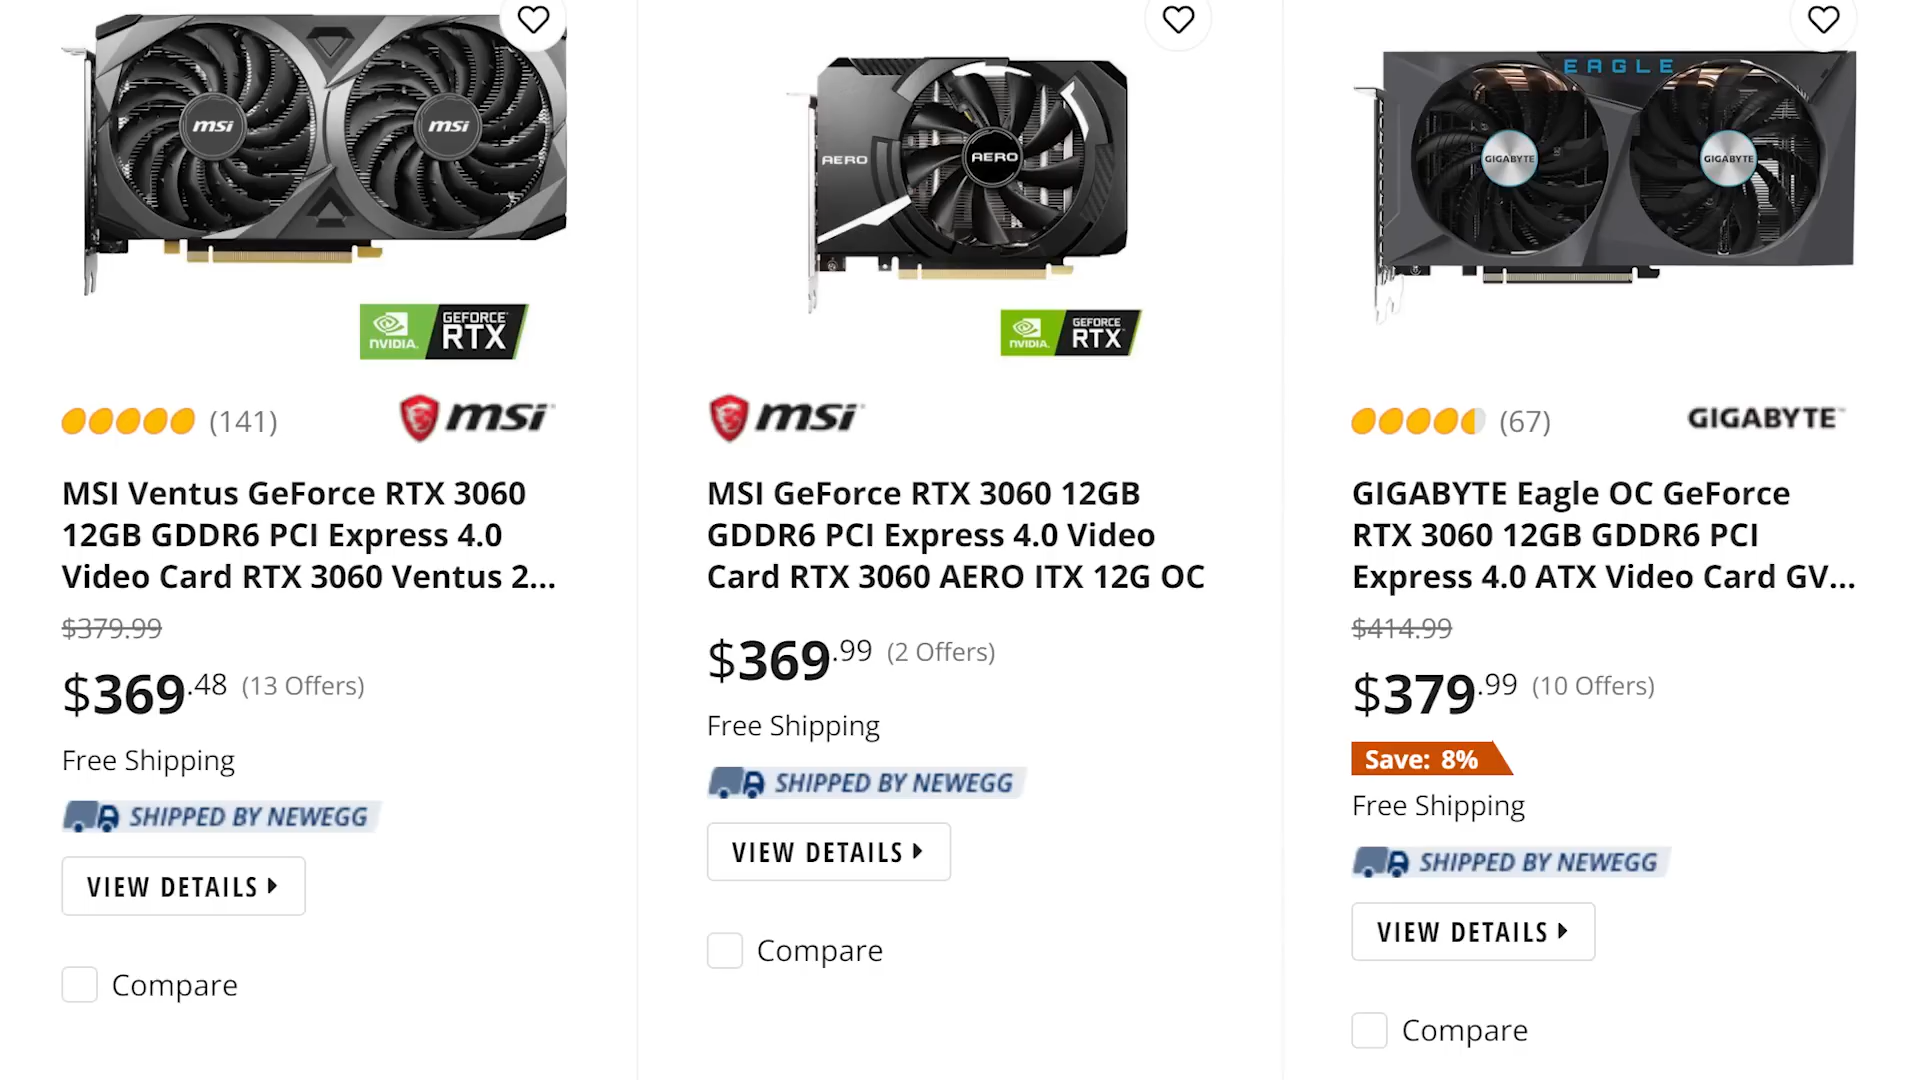 msi
msi
NVIDIA.
GEFORCE
RTX
(141)
msi
MSI Ventus GeForce RTX 3060
12GB GDDR6 PCI Express 4.0
Video Card RTX 3060 Ventus 2...
$379.99
$369.48 (13 Offers)
Free Shipping
SHIPPED BY NEWEGG
VIEW DETAILS
Compare
AERO
AERO
NVIDIA.
GEFORCE
RTX
msi
MSI GeForce RTX 3060 12GB
GDDR6 PCI Express 4.0 Video
Card RTX 3060 AERO ITX 12G OC
$369.99 (2 Offers)
Free Shipping
SHIPPED BY NEWEGG
VIEW DETAILS
Compare
EAGLE
GIGABYTE
GIGABYTE
(67)
GIGABYTE™
GIGABYTE Eagle OC GeForce
RTX 3060 12GB GDDR6 PCI
Express 4.0 ATX Video Card GV...
$414.99
$379.99 (10 Offers)
Save: 8%
Free Shipping
SHIPPED BY NEWEGG
VIEW DETAILS
Compare